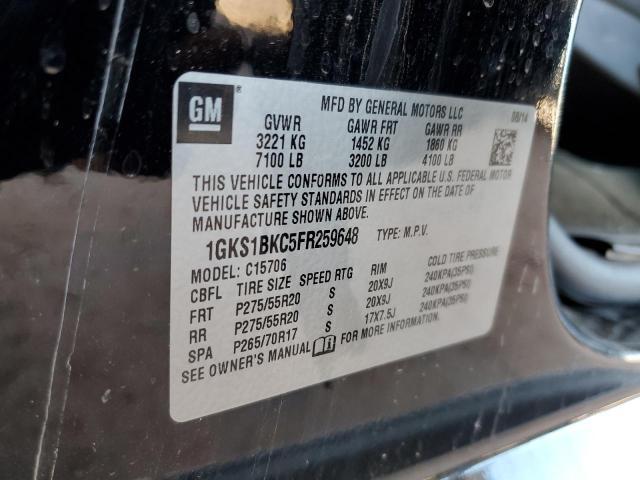 GM ®
MFD BY GENERAL MOTORS LLC 08/14
GVWR GAWR FRT GAWR RR
3221 KG 1452 KG 1860 KG
7100 LB 3200 LB 4100 LB
THIS VEHICLE CONFORMS TO ALL APPLICABLE U.S. FEDERAL MOTOR
VEHICLE SAFETY STANDARDS IN EFFECT ON THE DATE OF
MANUFACTURE SHOWN ABOVE.
1GKS1BKC5FR259648 TYPE: M.P.V.
MODEL: C15706
CBFL TIRE SIZE SPEED RTG RIM COLD TIRE PRESSURE
FRT P275/55R20 S 20X9J 240KPA(35PSI)
RR P275/55R20 S 20X9J 240KPA(35PSI)
SPA P265/70R17 S 17X7.5J 240KPA(35PSI)
SEE OWNER'S MANUAL